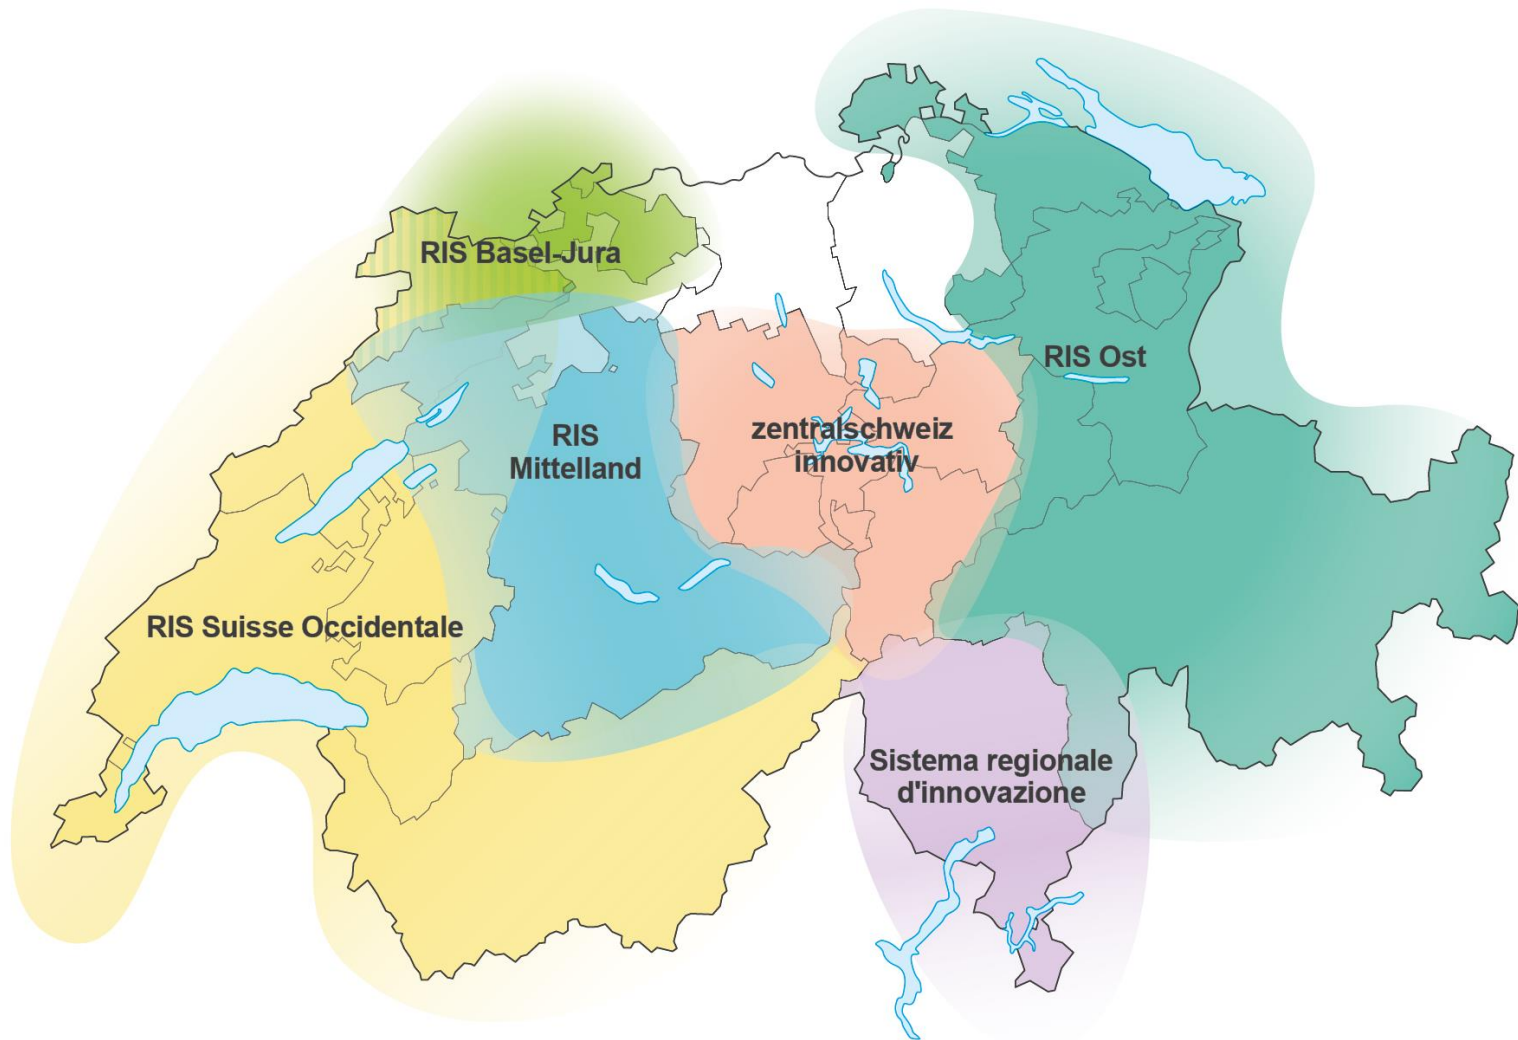 RIS Basel-Jura
RIS Ost
RIS
Mittelland
zentralschweiz
innovativ
RIS Suisse Occidentale
Sistema regionale
d'innovazione